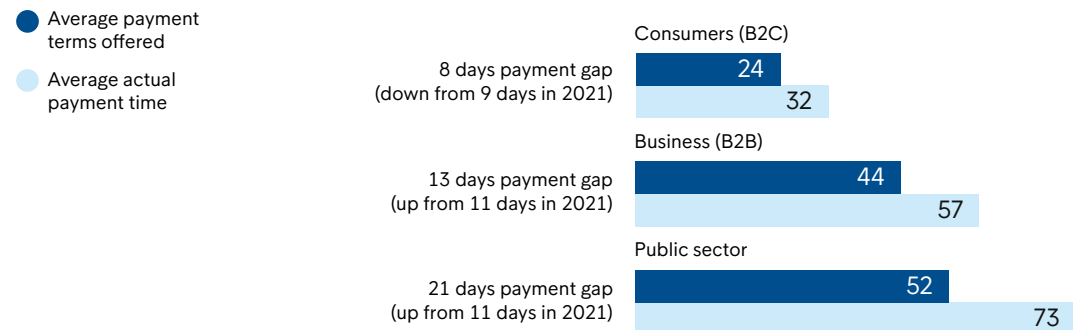 Average payment
terms offered
Average actual
payment time
Consumers (B2C)
8 days payment gap
(down from 9 days in 2021)
24
32
Business (B2B)
13 days payment gap
(up from 11 days in 2021)
44
57
Public sector
21 days payment gap
(up from 11 days in 2021)
52
73